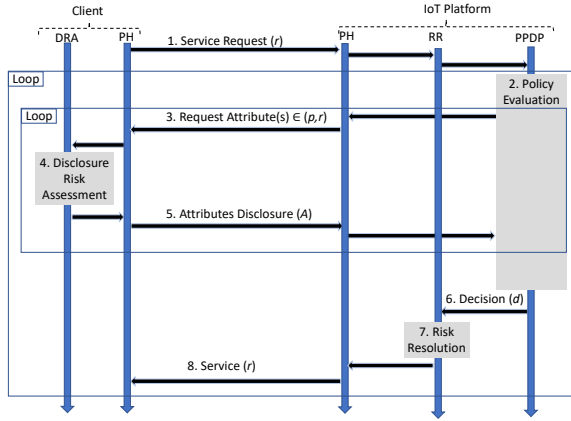 Client
IoT Platform
DRA
PH
PH
RR
PPDP
1. Service Request (r)
Loop
2. Policy
Evaluation
Loop
3. Request Attribute(s) ∈ (p,r)
4. Disclosure
Risk
Assessment
5. Attributes Disclosure (A)
6. Decision (d)
7. Risk
Resolution
8. Service (r)